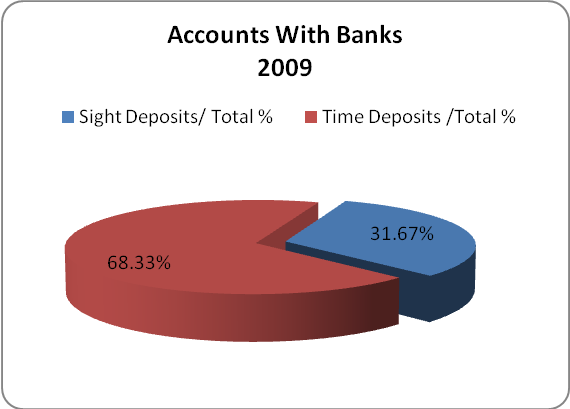 Accounts With Banks
2009
Sight Deposits/ Total %
Time Deposits /Total %
31.67%
68.33%